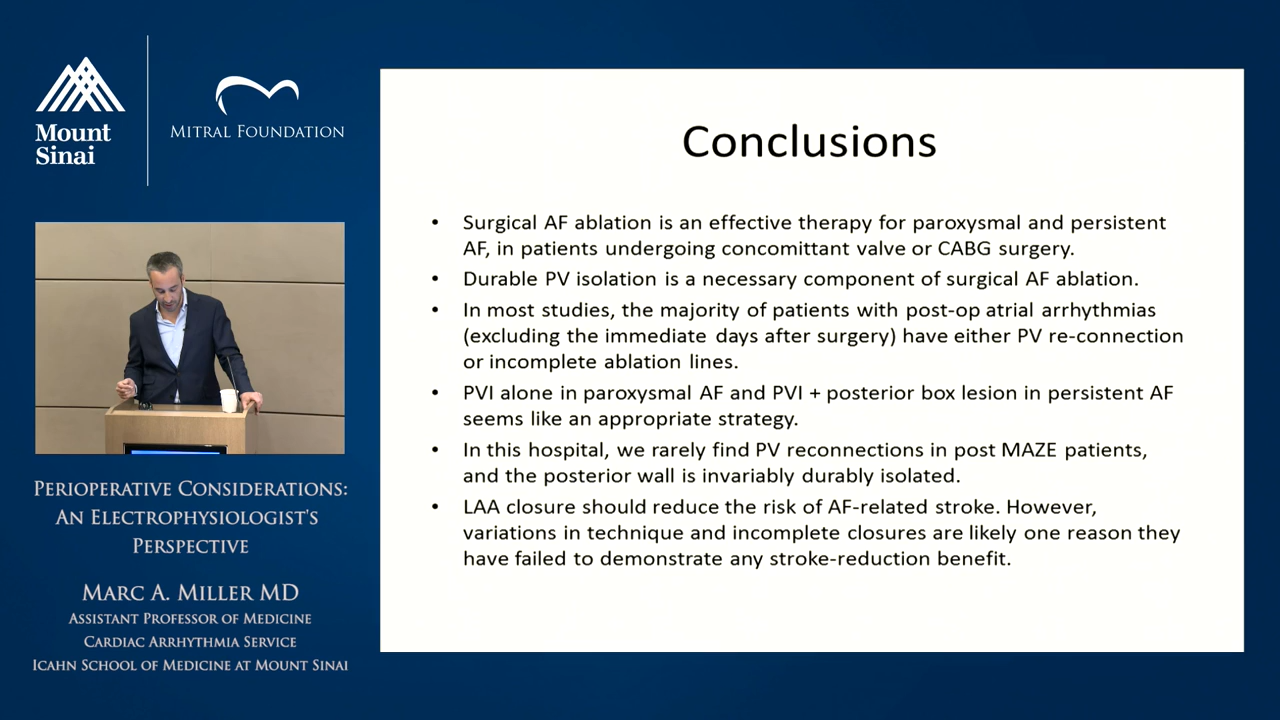 Mount
Sinai
MITRAL FOUNDATION
PERIOPERATIVE CONSIDERATIONS:
AN ELECTROPHYSIOLOGIST'S
PERSPECTIVE
MARC A. MILLER MD
ASSISTANT PROFESSOR OF MEDICINE
CARDIAC ARRHYTHMIA SERVICE
ICAHN SCHOOL OF MEDICINE AT MOUNT SINAI
Conclusions
• Surgical AF ablation is an effective therapy for paroxysmal and persistent
AF, in patients undergoing concomittant valve or CABG surgery.
• Durable PV isolation is a necessary component of surgical AF ablation.
• In most studies, the majority of patients with post-op atrial arrhythmias
(excluding the immediate days after surgery) have either PV re-connection
or incomplete ablation lines.
• PVI alone in paroxysmal AF and PVI + posterior box lesion in persistent AF
seems like an appropriate strategy.
• In this hospital, we rarely find PV reconnections in post MAZE patients,
and the posterior wall is invariably durably isolated.
• LAA closure should reduce the risk of AF-related stroke. However,
variations in technique and incomplete closures are likely one reason they
have failed to demonstrate any stroke-reduction benefit.